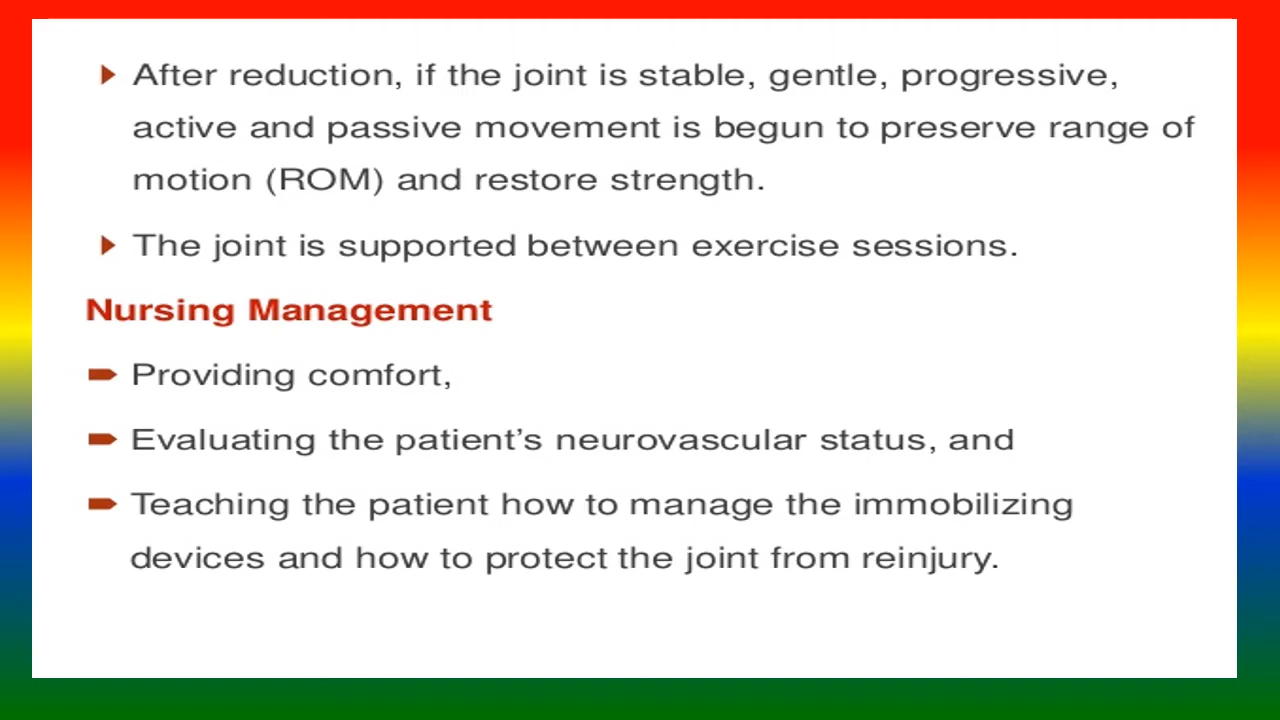 After reduction, if the joint is stable, gentle, progressive,
active and passive movement is begun to preserve range of
motion (ROM) and restore strength.
The joint is supported between exercise sessions.
Nursing Management
Providing comfort,
Evaluating the patient’s neurovascular status, and
Teaching the patient how to manage the immobilizing
devices and how to protect the joint from reinjury.